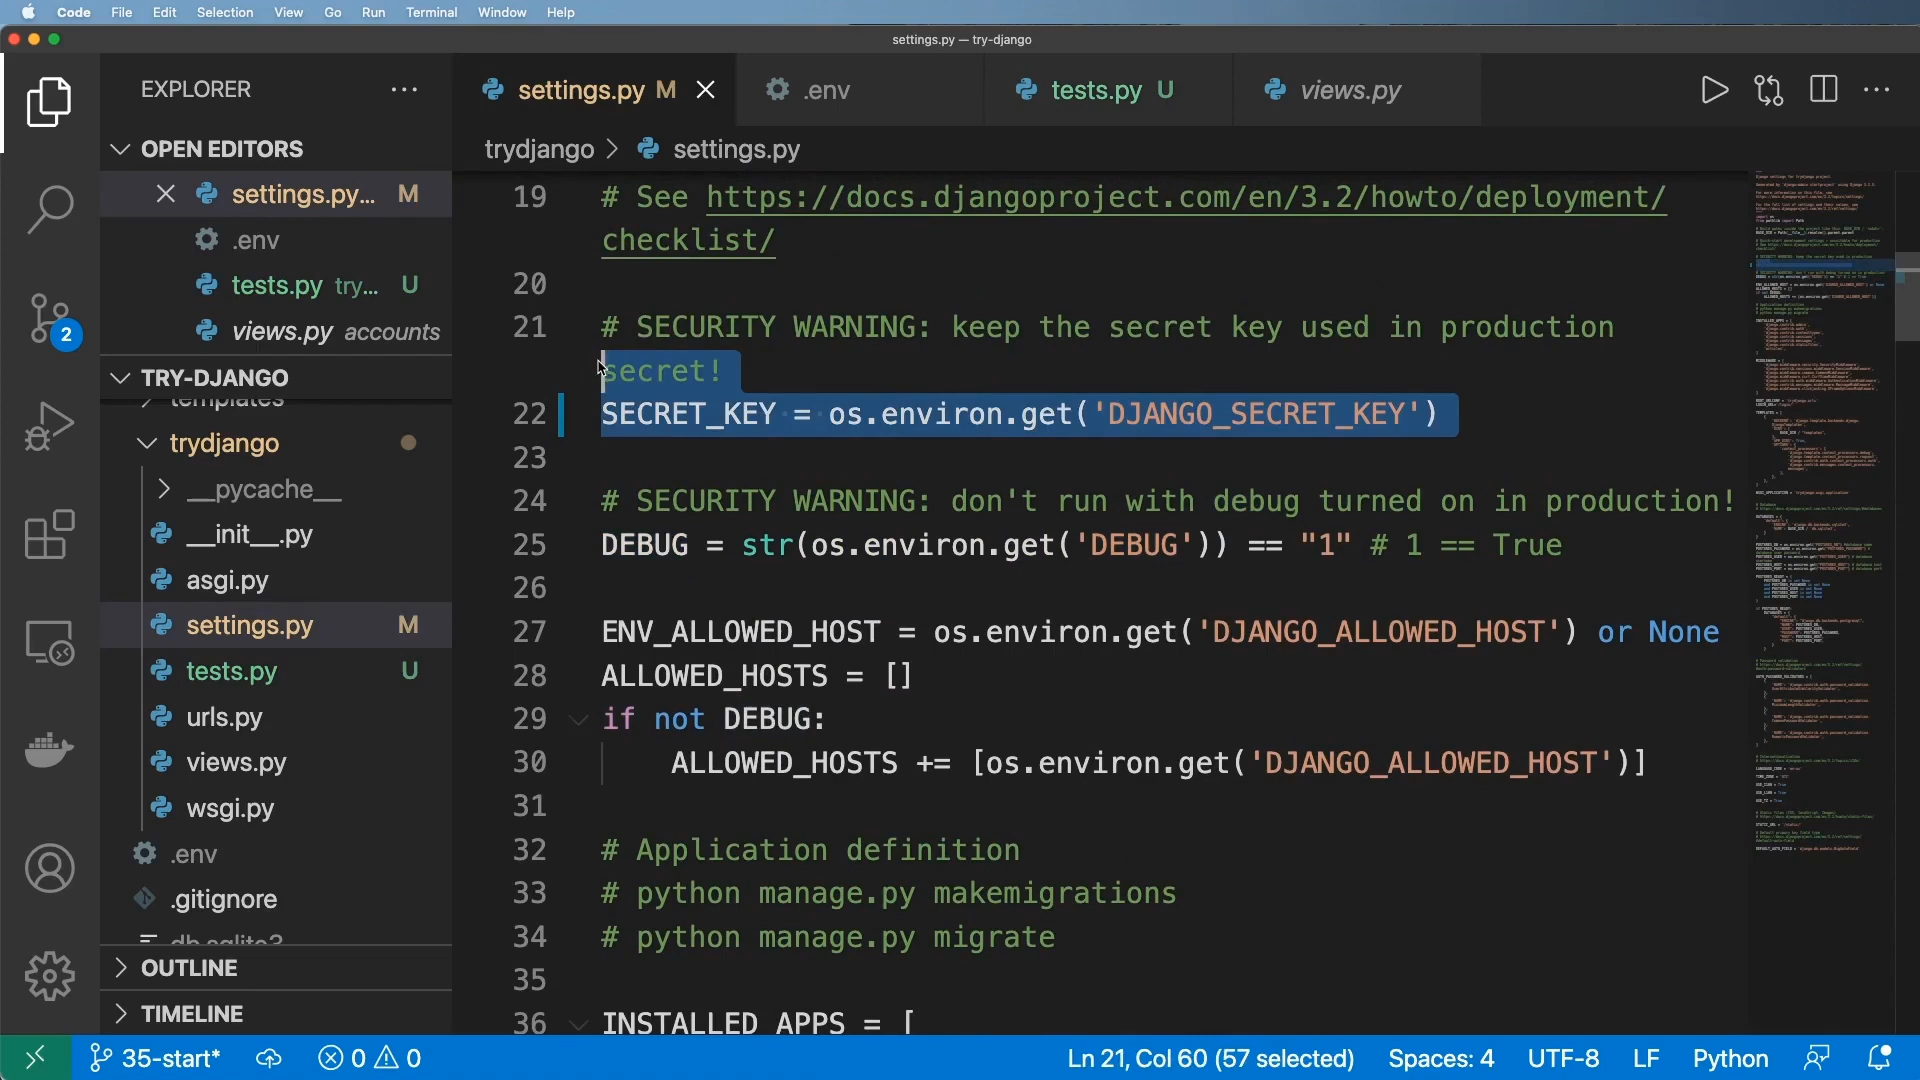 Code File Edit Selection View Go Run Terminal Window Help
settings.py — try-django
EXPLORER
settings.py M
.env
tests.py U
views.py
OPEN EDITORS
settings.py... M
.env
tests.py try... U
views.py accounts
TRY-DJANGO
templates
trydjango
__pycache__
__init__.py
asgi.py
settings.py M
tests.py U
urls.py
views.py
wsgi.py
.env
.gitignore
db.sqlite3
OUTLINE
TIMELINE
2
trydjango > settings.py
19 # See https://docs.djangoproject.com/en/3.2/howto/deployment/
checklist/
20
21 # SECURITY WARNING: keep the secret key used in production
secret!
22 SECRET_KEY = os.environ.get('DJANGO_SECRET_KEY')
23
24 # SECURITY WARNING: don't run with debug turned on in production!
25 DEBUG = str(os.environ.get('DEBUG')) == "1" # 1 == True
26
27 ENV_ALLOWED_HOST = os.environ.get('DJANGO_ALLOWED_HOST') or None
28 ALLOWED_HOSTS = []
29 if not DEBUG:
30 ALLOWED_HOSTS += [os.environ.get('DJANGO_ALLOWED_HOST')]
31
32 # Application definition
33 # python manage.py makemigrations
34 # python manage.py migrate
35
36 INSTALLED_APPS = [
35-start* 0 0 Ln 21, Col 60 (57 selected) Spaces: 4 UTF-8 LF Python